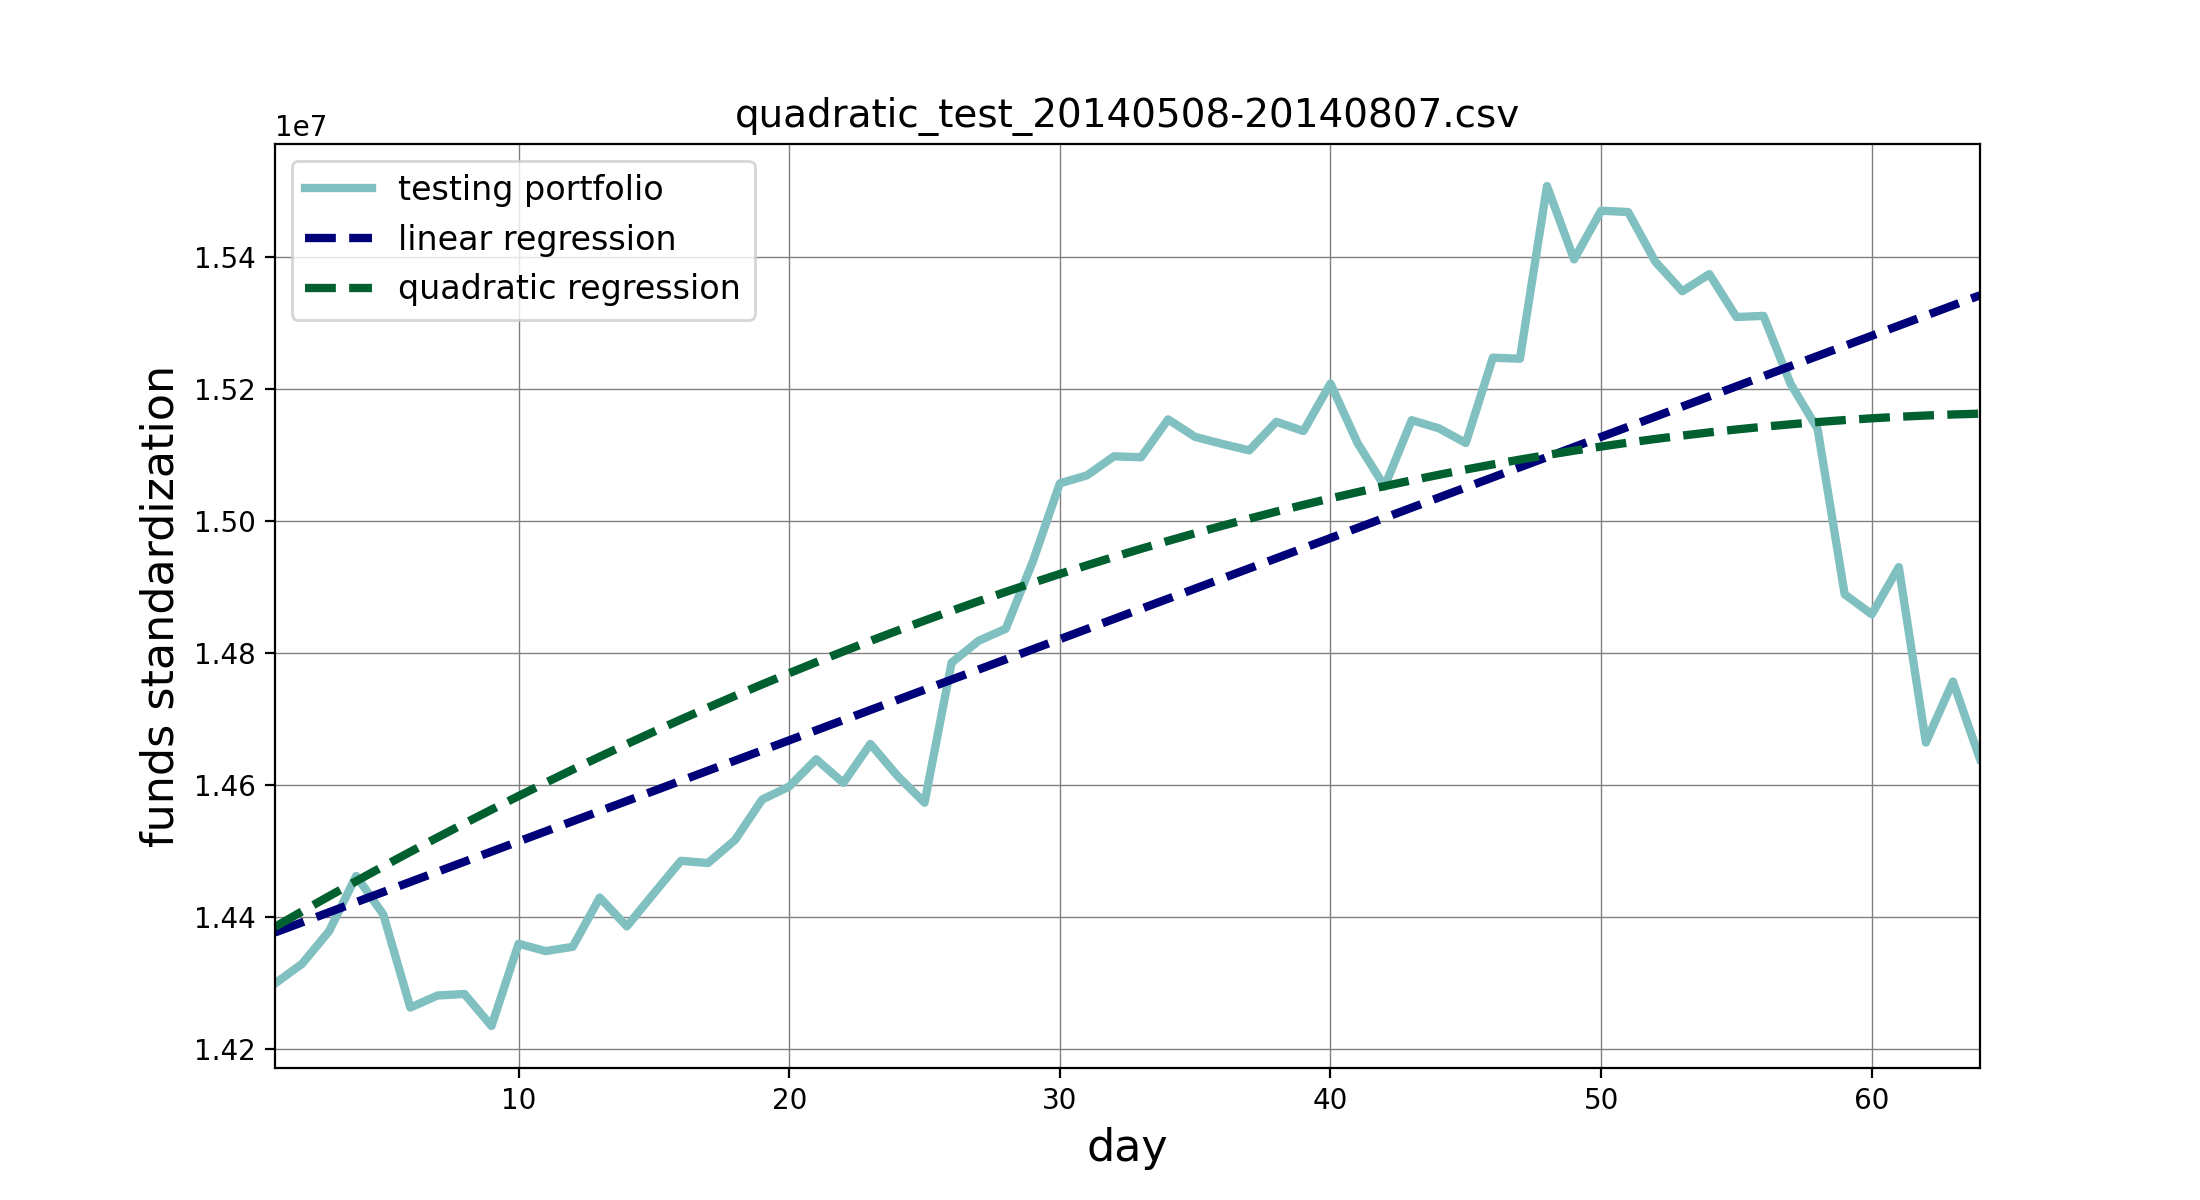 quadratic_test_20140508-20140807.csv
1e7
testing portfolio
linear regression
quadratic regression
1.54
1.52
1.50
1.48
1.46
1.44
1.42
funds standardization
10 20 30 40 50 60
day